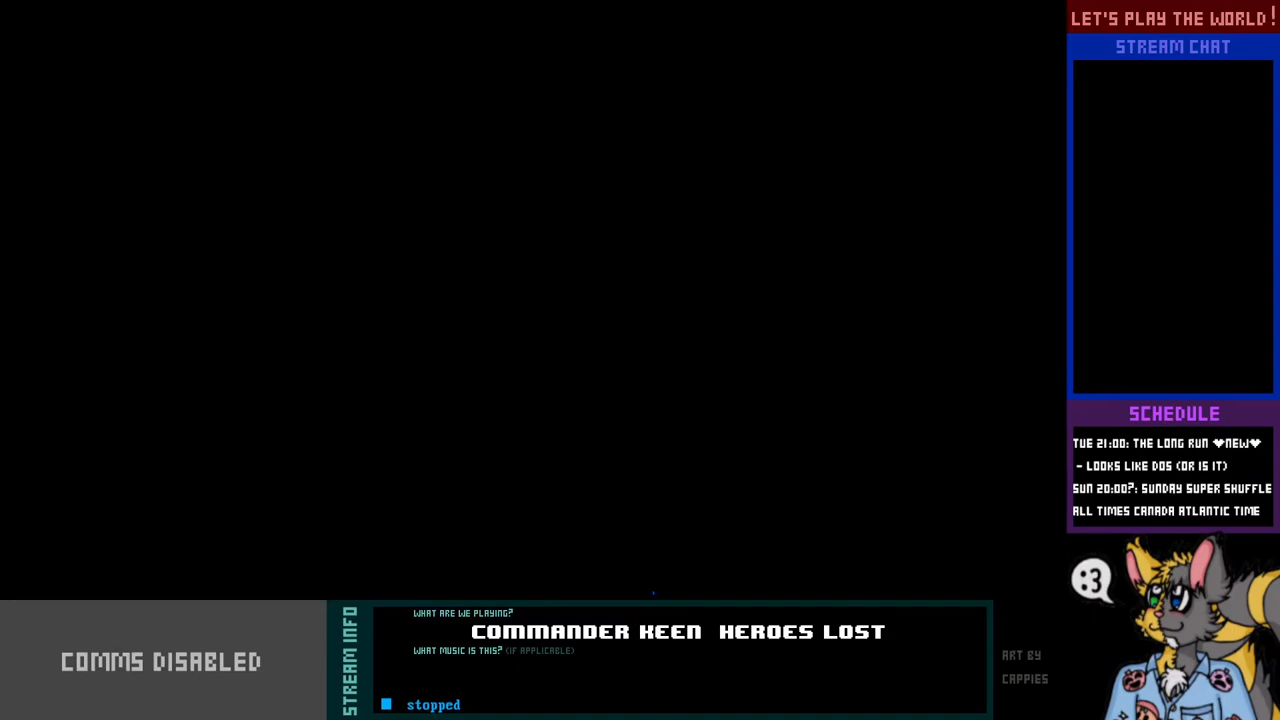 LET'S PLAY THE WORLD!
STREAM CHAT
SCHEDULE
TUE 21:00: THE LONG RUN ♥NEW♥
- LOOKS LIKE DOS (OR IS IT)
SUN 20:00?: SUNDAY SUPER SHUFFLE
ALL TIMES CANADA ATLANTIC TIME
:3
COMMS DISABLED
STREAM INFO
WHAT ARE WE PLAYING?
COMMANDER KEEN HEROES LOST
WHAT MUSIC IS THIS? (IF APPLICABLE)
stopped
ART BY
CAPPIES